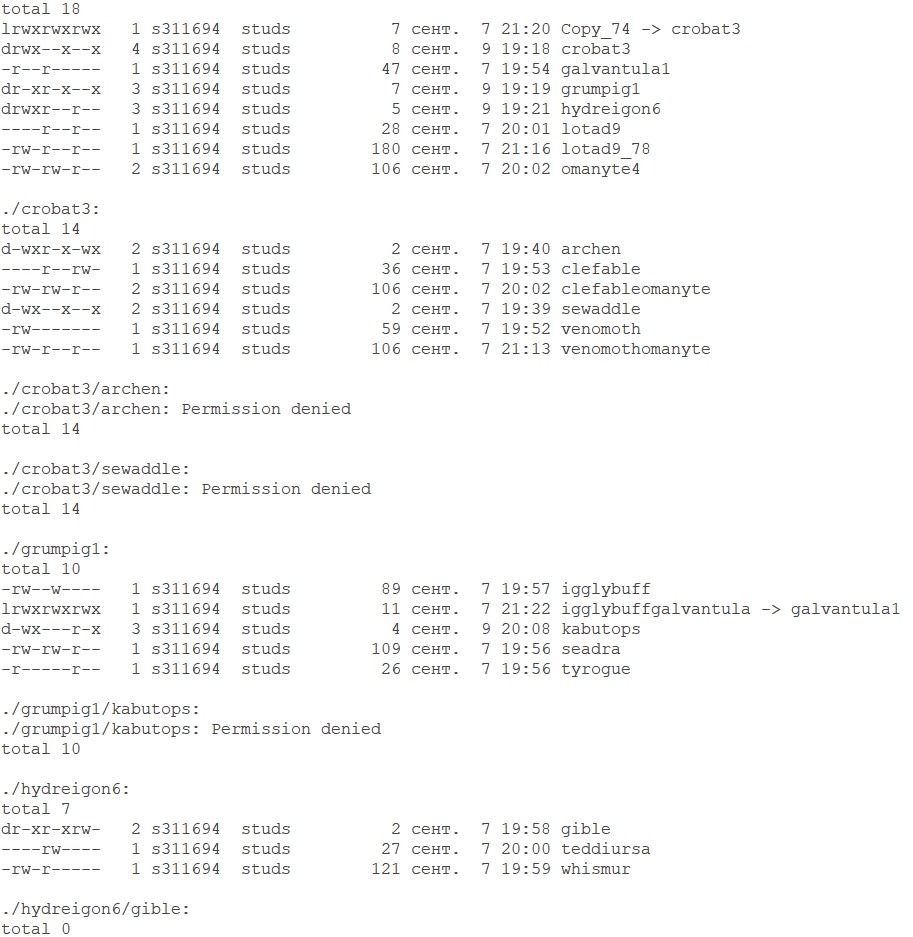 total 18
lrwxrwxrwx   1 s311694  studs          7 сент.  7 21:20 Copy_74 -> crobat3
drwx--x--x   4 s311694  studs          8 сент.  9 19:18 crobat3
-r--r-----   1 s311694  studs         47 сент.  7 19:54 galvantula1
dr-xr-x--x   3 s311694  studs          7 сент.  9 19:19 grumpig1
drwxr--r--   3 s311694  studs          5 сент.  9 19:21 hydreigon6
----r--r--   1 s311694  studs         28 сент.  7 20:01 lotad9
-rw-r--r--   1 s311694  studs        180 сент.  7 21:16 lotad9_78
-rw-rw-r--   2 s311694  studs        106 сент.  7 20:02 omanyte4

./crobat3:
total 14
d-wxr-x-wx   2 s311694  studs          2 сент.  7 19:40 archen
----r--rw-   1 s311694  studs         36 сент.  7 19:53 clefable
-rw-rw-r--   2 s311694  studs        106 сент.  7 20:02 clefableomanyte
d-wx--x--x   2 s311694  studs          2 сент.  7 19:39 sewaddle
-rw-------   1 s311694  studs         59 сент.  7 19:52 venomoth
-rw-r--r--   1 s311694  studs        106 сент.  7 21:13 venomothomanyte

./crobat3/archen:
./crobat3/archen: Permission denied
total 14

./crobat3/sewaddle:
./crobat3/sewaddle: Permission denied
total 14

./grumpig1:
total 10
-rw--w----   1 s311694  studs         89 сент.  7 19:57 igglybuff
lrwxrwxrwx   1 s311694  studs         11 сент.  7 21:22 igglybuffgalvantula -> galvantula1
d-wx---r-x   3 s311694  studs          4 сент.  9 20:08 kabutops
-rw-rw-r--   1 s311694  studs        109 сент.  7 19:56 seadra
-r-----r--   1 s311694  studs         26 сент.  7 19:56 tyrogue

./grumpig1/kabutops:
./grumpig1/kabutops: Permission denied
total 10

./hydreigon6:
total 7
dr-xr-xrw-   2 s311694  studs          2 сент.  7 19:58 gible
----rw----   1 s311694  studs         27 сент.  7 20:00 teddiursa
-rw-r-----   1 s311694  studs        121 сент.  7 19:59 whismur

./hydreigon6/gible:
total 0